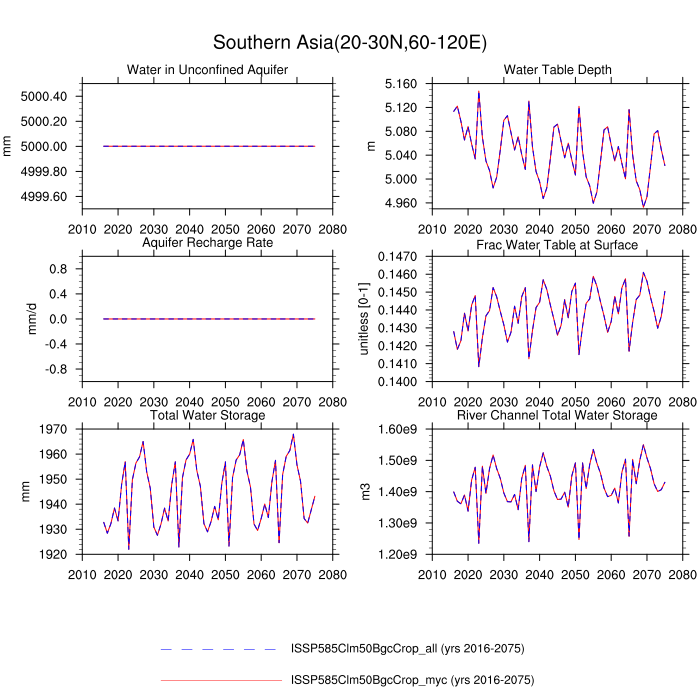 Southern Asia(20-30N,60-120E)
Water in Unconfined Aquifer
Water Table Depth
5000.40
5000.20
5000.00
4999.80
4999.60
mm
2010 2020 2030 2040 2050 2060 2070 2080
5.160
5.120
5.080
5.040
5.000
4.960
m
2010 2020 2030 2040 2050 2060 2070 2080
Aquifer Recharge Rate
Frac Water Table at Surface
0.8
0.4
0.0
-0.4
-0.8
mm/d
2010 2020 2030 2040 2050 2060 2070 2080
0.1470
0.1460
0.1450
0.1440
0.1430
0.1420
0.1410
0.1400
unitless [0-1]
2010 2020 2030 2040 2050 2060 2070 2080
Total Water Storage
River Channel Total Water Storage
1970
1960
1950
1940
1930
1920
mm
2010 2020 2030 2040 2050 2060 2070 2080
1.60e9
1.50e9
1.40e9
1.30e9
1.20e9
m3
2010 2020 2030 2040 2050 2060 2070 2080
ISSP585Clm50BgcCrop_all (yrs 2016-2075)
ISSP585Clm50BgcCrop_myc (yrs 2016-2075)